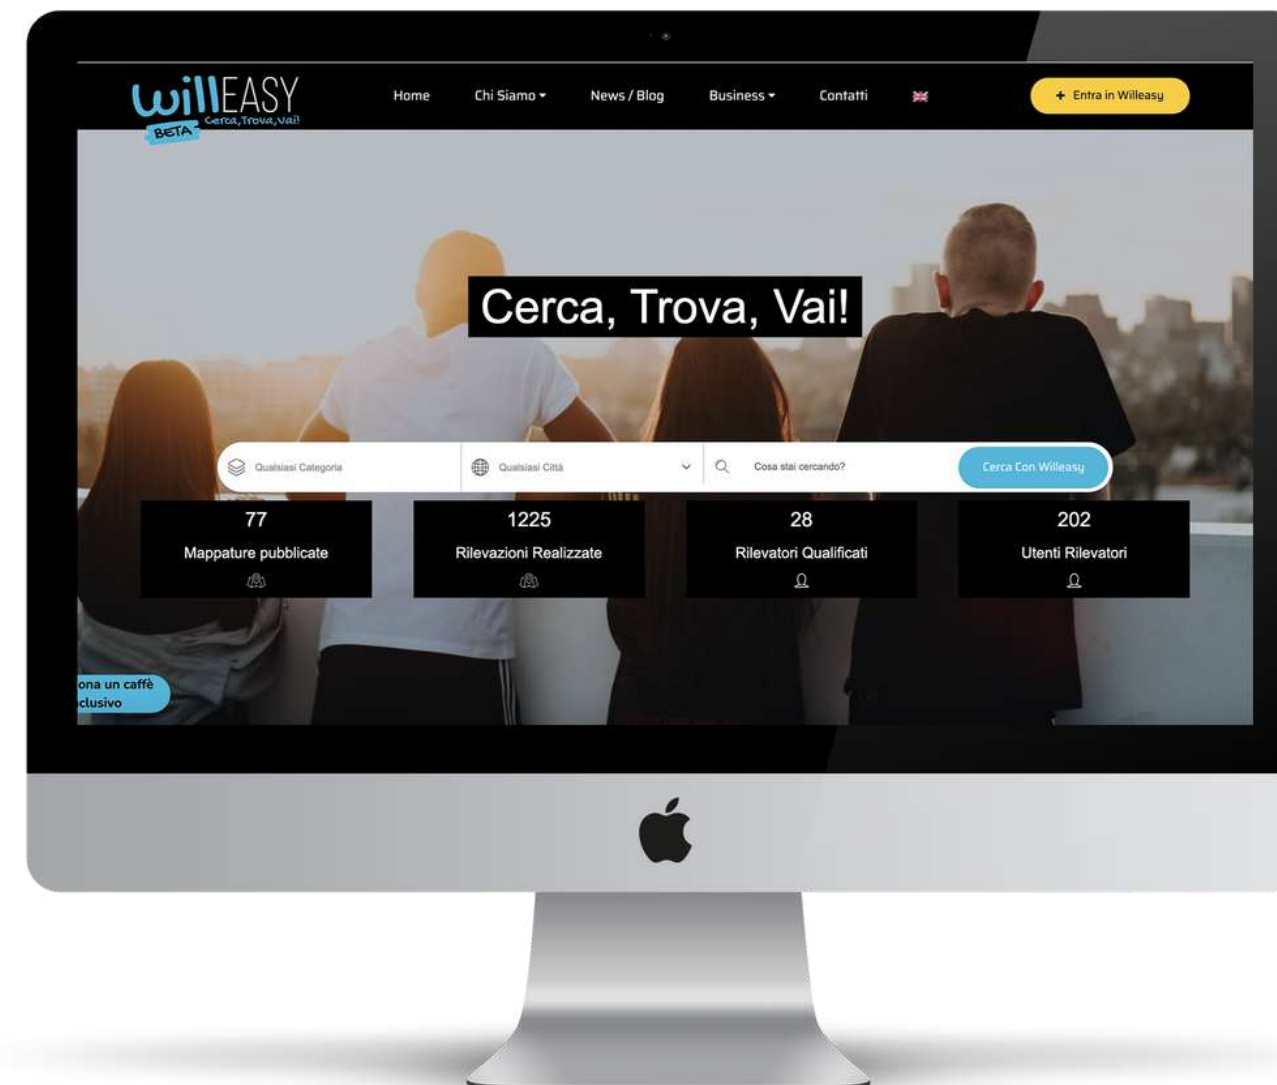 willEASY
Cerca,Trova,Vai!
BETA
Home
Chi Siamo
News / Blog
Business
Contatti
+ Entra in Willeasy
Cerca, Trova, Vai!
Qualsiasi Categoria
Qualsiasi Città
Cosa stai cercando?
Cerca Con Willeasy
77
Mappature pubblicate
1225
Rilevazioni Realizzate
28
Rilevatori Qualificati
202
Utenti Rilevatori
ona un caffè
clusivo